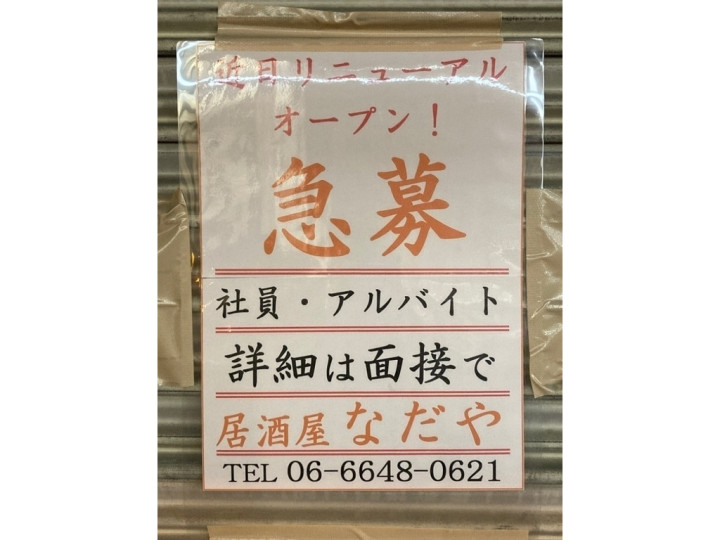 近日リニューアル
オープン！
急募
社員・アルバイト
詳細は面接で
居酒屋 なだや
TEL 06-6648-0621